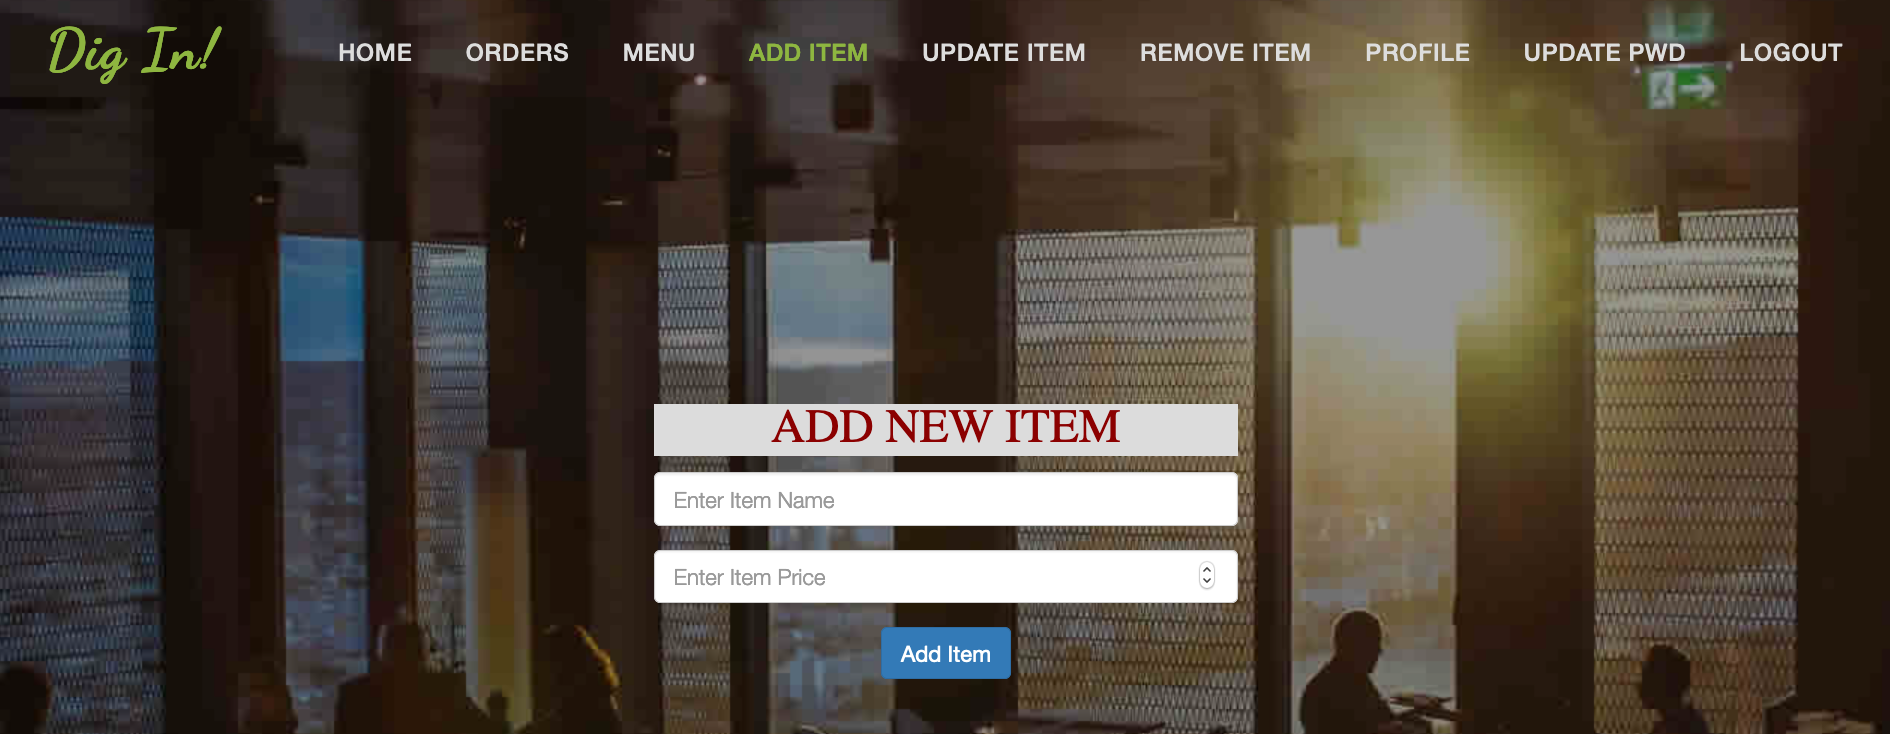 Dig In! HOME ORDERS MENU ADD ITEM UPDATE ITEM REMOVE ITEM PROFILE UPDATE PWD LOGOUT
ADD NEW ITEM
Enter Item Name
Enter Item Price
Add Item